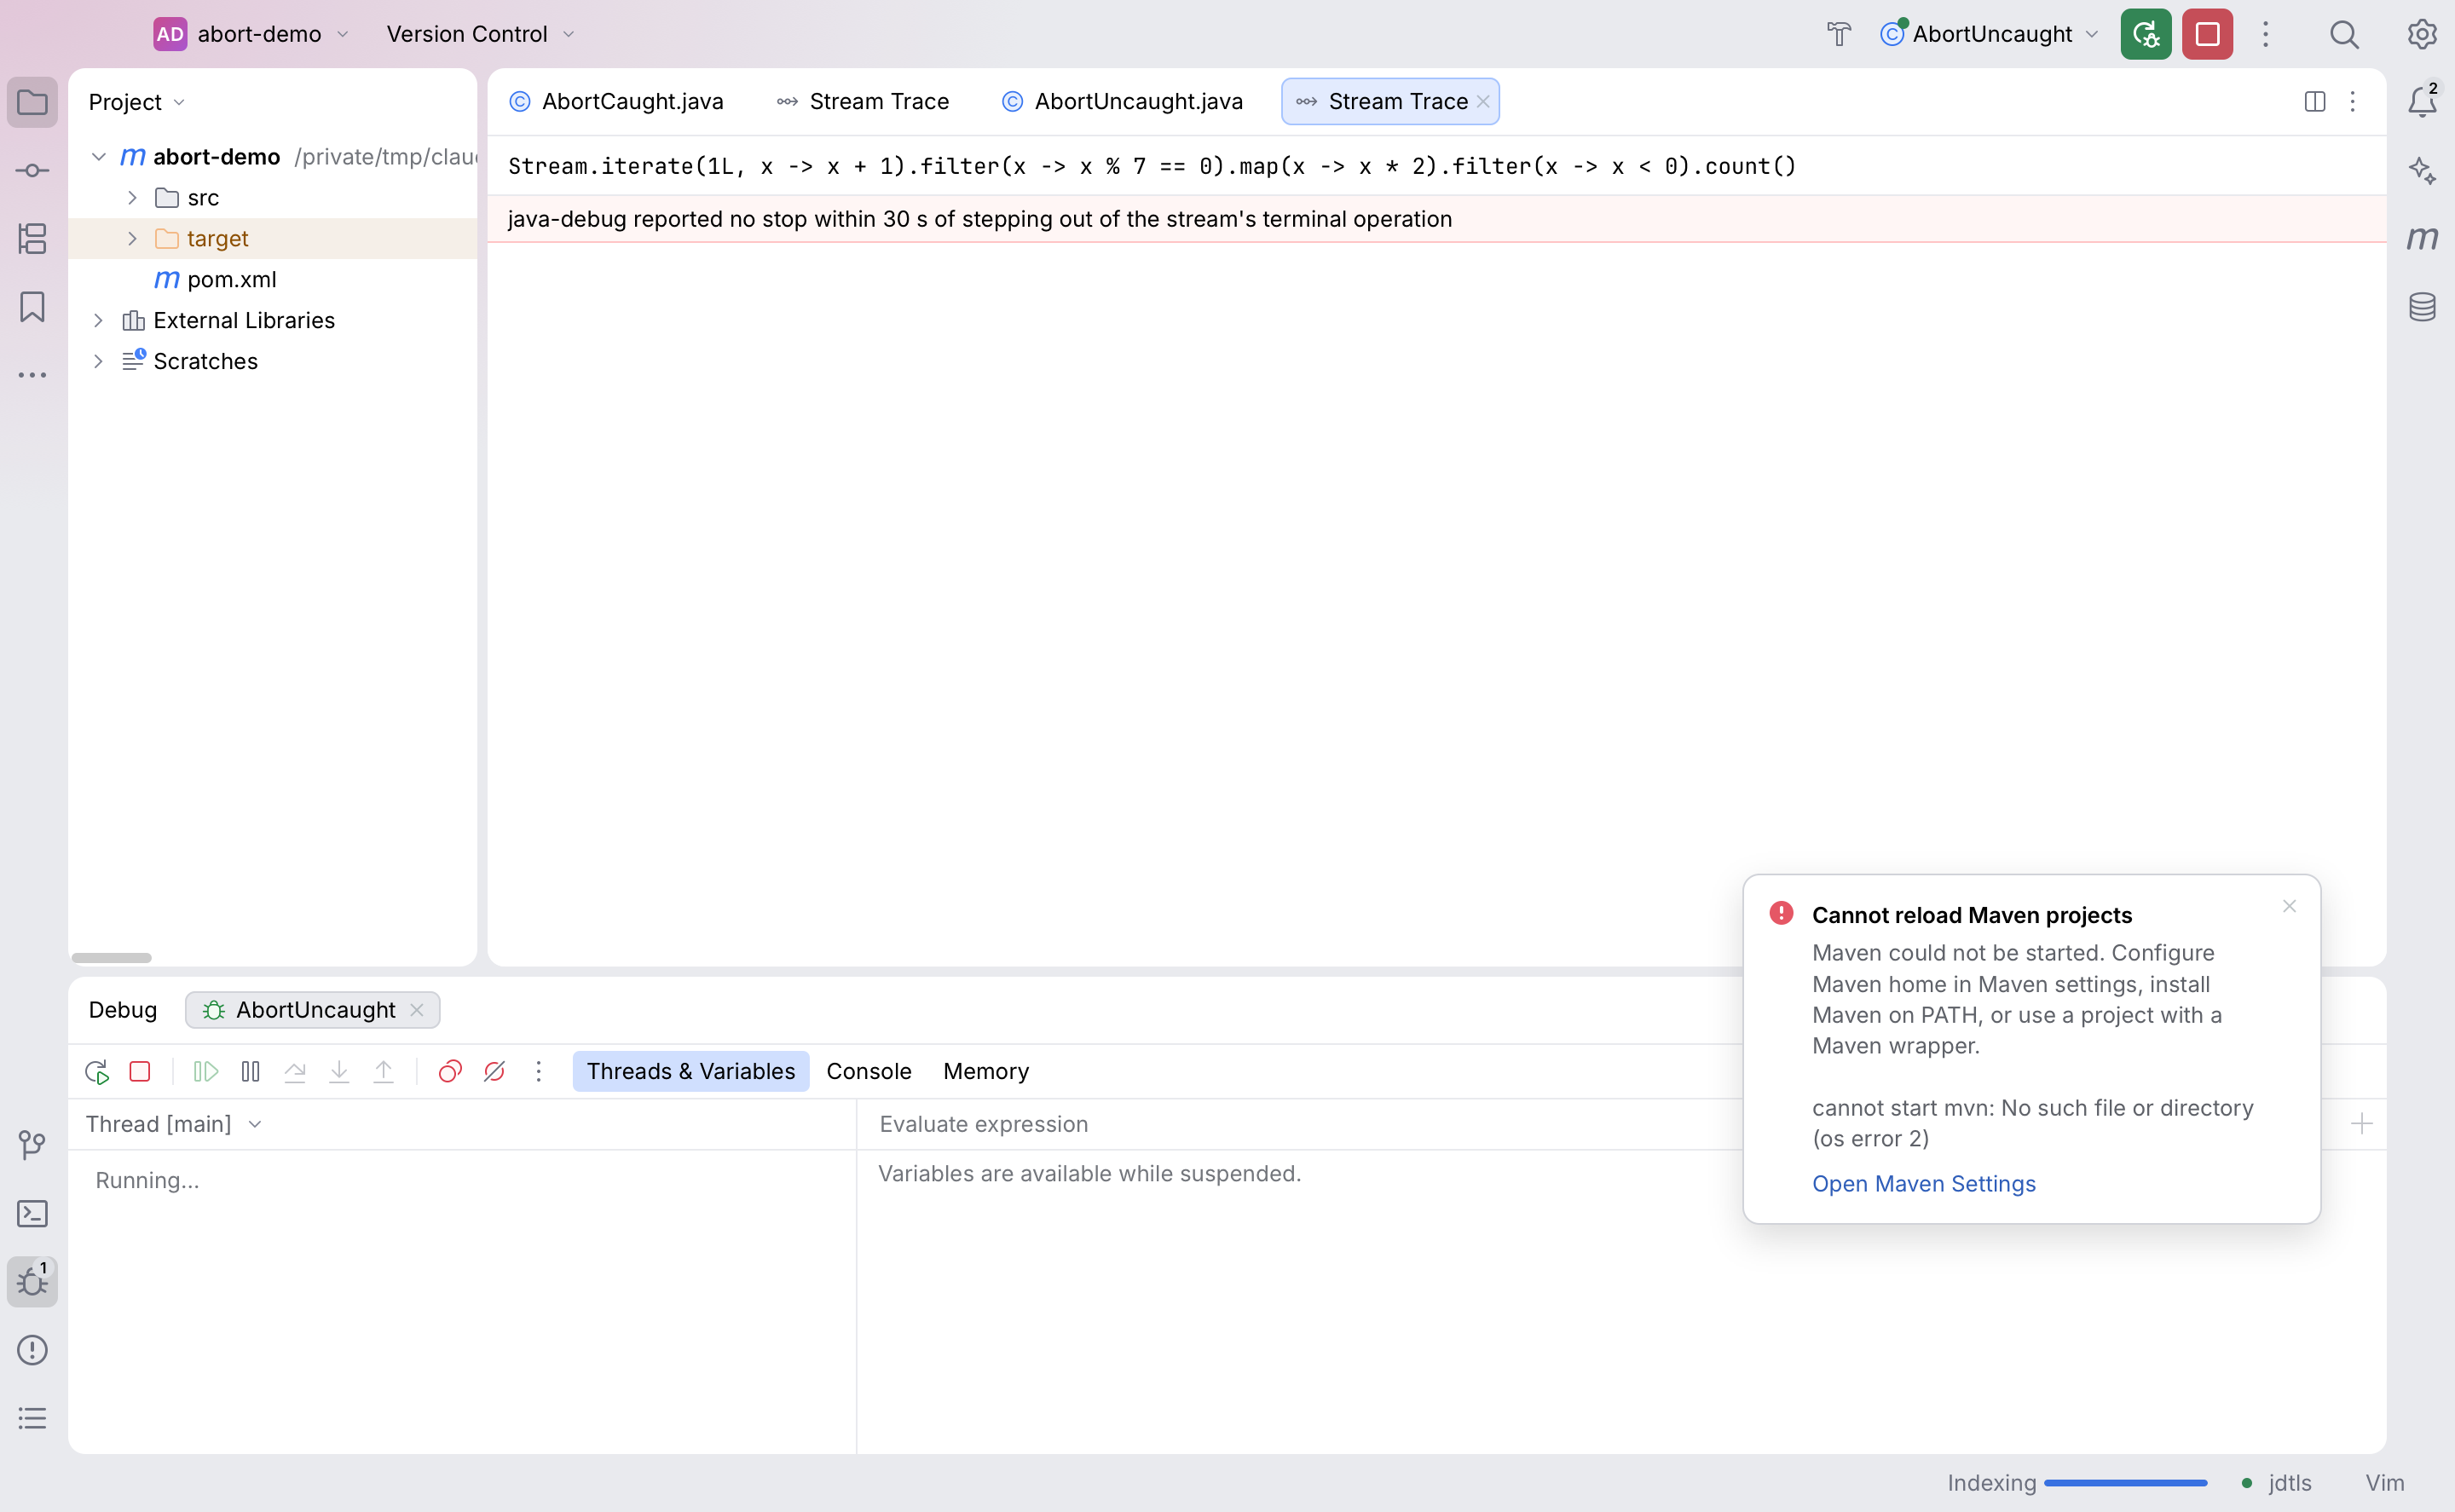 AD abort-demo Version Control AbortUncaught
Project
AbortCaught.java Stream Trace AbortUncaught.java Stream Trace
2
abort-demo /private/tmp/clau
src
target
m pom.xml
External Libraries
Scratches
Stream.iterate(1L, x -> x + 1).filter(x -> x % 7 == 0).map(x -> x * 2).filter(x -> x < 0).count()
java-debug reported no stop within 30 s of stepping out of the stream's terminal operation
Debug AbortUncaught
Threads & Variables Console Memory
Thread [main]
Evaluate expression
Running...
Variables are available while suspended.
Cannot reload Maven projects
Maven could not be started. Configure
Maven home in Maven settings, install
Maven on PATH, or use a project with a
Maven wrapper.
cannot start mvn: No such file or directory
(os error 2)
Open Maven Settings
1
Indexing jdtls Vim